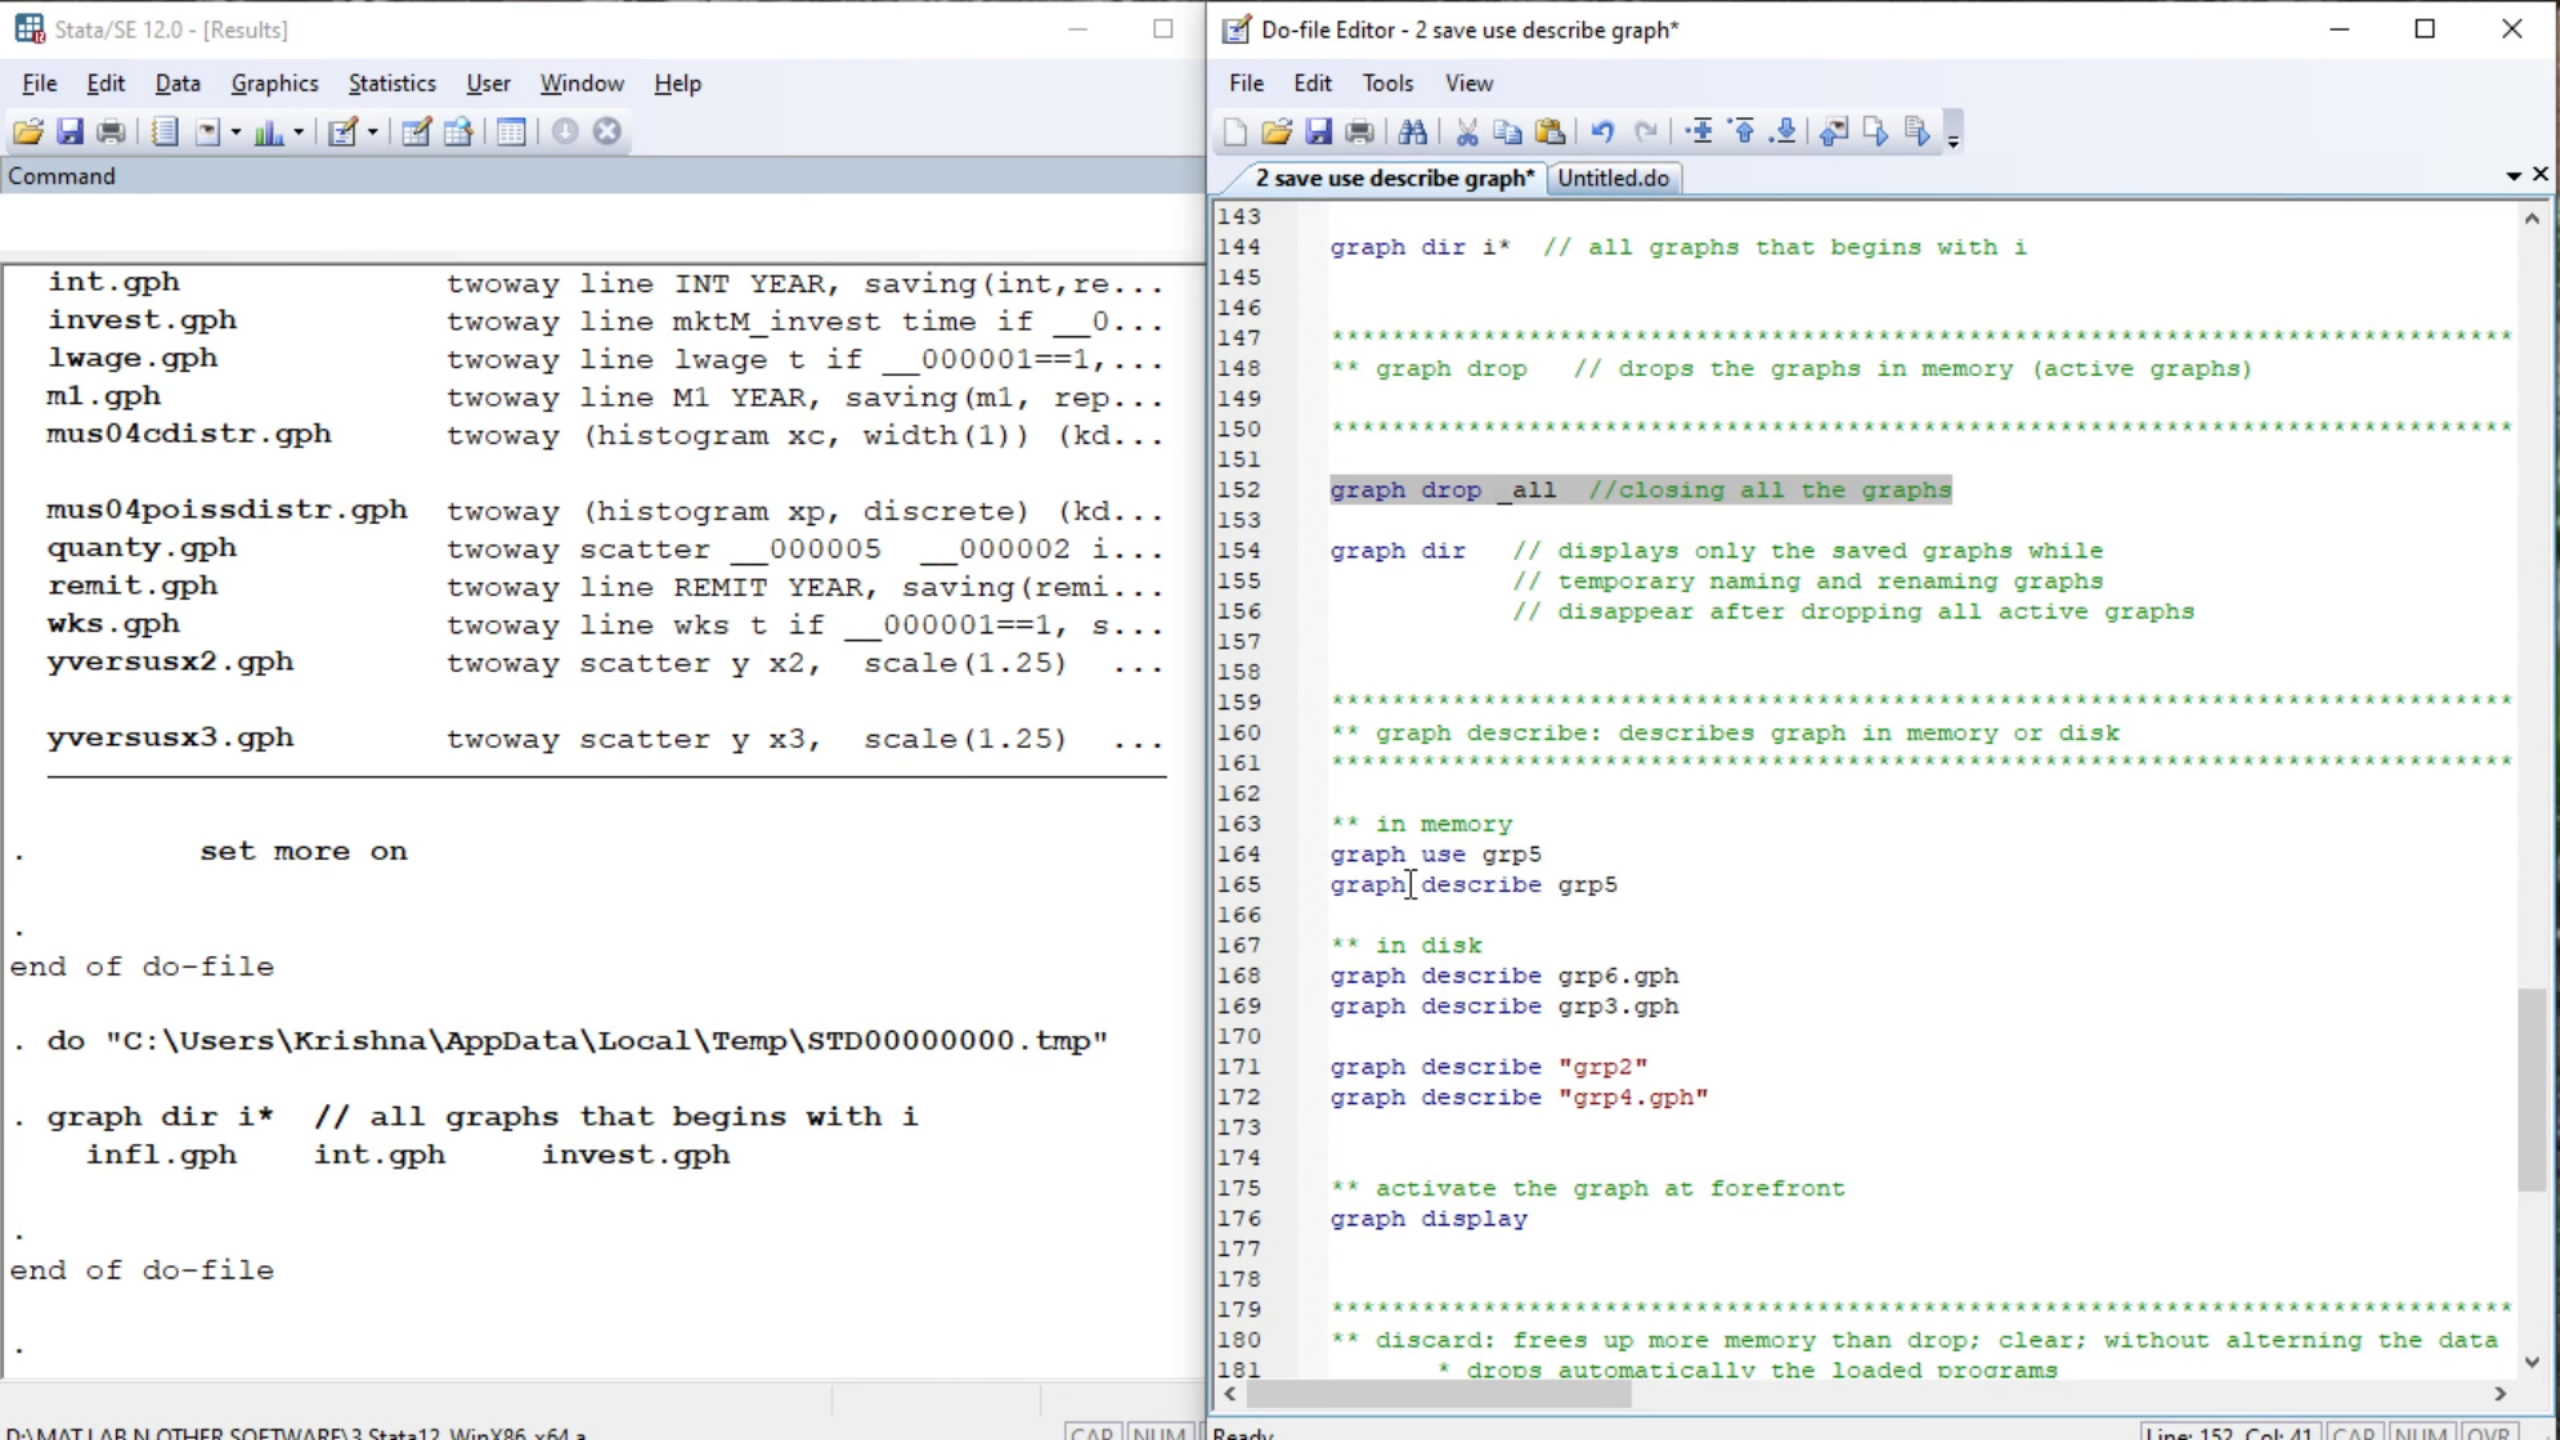 Stata/SE 12.0 - [Results]
File Edit Data Graphics Statistics User Window Help
Command
int.gph twoway line INT YEAR, saving(int,re...
invest.gph twoway line mktM_invest time if __0...
lwage.gph twoway line lwage t if __000001==1,...
m1.gph twoway line M1 YEAR, saving(m1, rep...
mus04cdistr.gph twoway (histogram xc, width(1)) (kd...
mus04poissdistr.gph twoway (histogram xp, discrete) (kd...
quanty.gph twoway scatter __000005 __000002 i...
remit.gph twoway line REMIT YEAR, saving(remi...
wks.gph twoway line wks t if __000001==1, s...
yversusx2.gph twoway scatter y x2, scale(1.25) ...
yversusx3.gph twoway scatter y x3, scale(1.25) ...
. set more on
.
end of do-file
. do "C:\Users\Krishna\AppData\Local\Temp\STD00000000.tmp"
. graph dir i* // all graphs that begins with i
infl.gph int.gph invest.gph
.
end of do-file
.
D:\MATLAB N OTHER SOFTWARE\3 Stata12_WinX86_x64 a
CAP NUM
Do-file Editor - 2 save use describe graph*
File Edit Tools View
2 save use describe graph* Untitled.do
143
144 graph dir i* // all graphs that begins with i
145
146
147 ******************************************************************************
148 ** graph drop // drops the graphs in memory (active graphs)
149
150 ******************************************************************************
151
152 graph drop _all //closing all the graphs
153
154 graph dir // displays only the saved graphs while
155 // temporary naming and renaming graphs
156 // disappear after dropping all active graphs
157
158
159 ******************************************************************************
160 ** graph describe: describes graph in memory or disk
161 ******************************************************************************
162
163 ** in memory
164 graph use grp5
165 graph describe grp5
166
167 ** in disk
168 graph describe grp6.gph
169 graph describe grp3.gph
170
171 graph describe "grp2"
172 graph describe "grp4.gph"
173
174
175 ** activate the graph at forefront
176 graph display
177
178
179 ******************************************************************************
180 ** discard: frees up more memory than drop; clear; without alterning the data
181 * drops automatically the loaded programs
Ready Line: 152, Col: 41 CAP NUM OVR